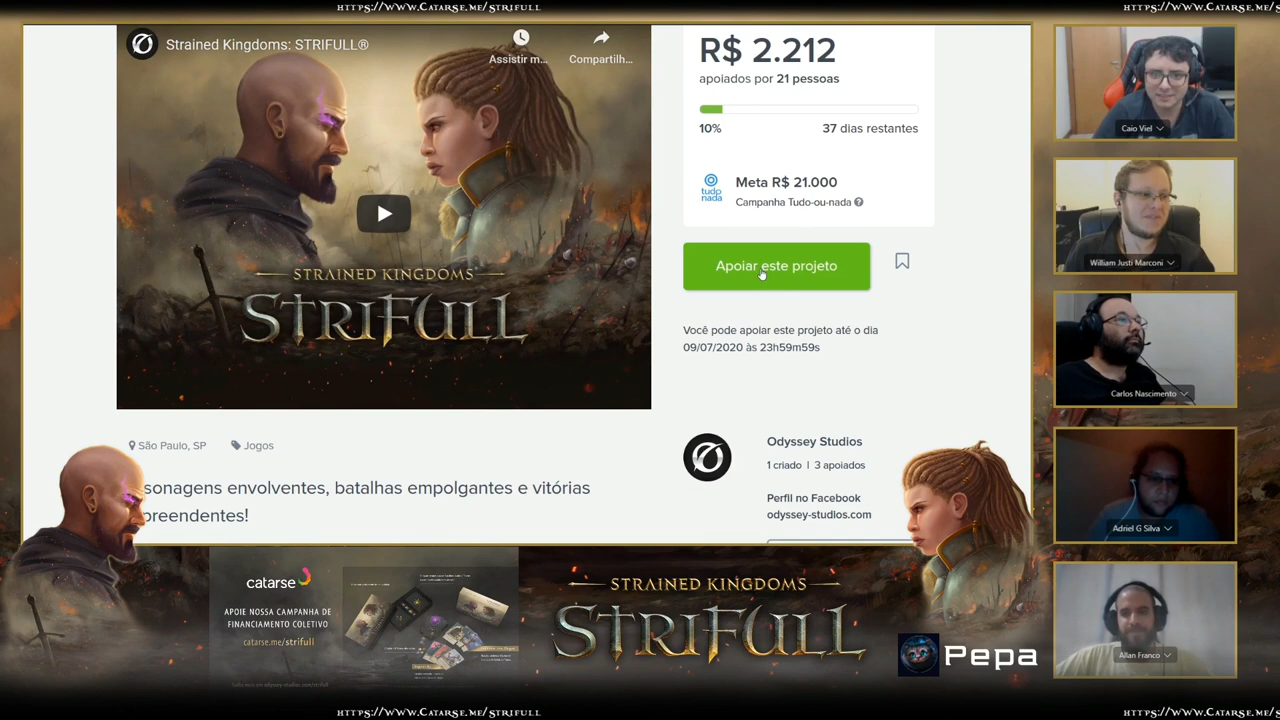 https://www.Catarse.me/Strifull
https://www.Catarse.me/S
Strained Kingdoms: STRIFULL®
Assistir m...
Compartilh...
STRAINED KINGDOMS
STRIFULL
R$ 2.212
apoiados por 21 pessoas
10%
37 dias restantes
tudo nada
Meta R$ 21.000
Campanha Tudo-ou-nada
Apoiar este projeto
Você pode apoiar este projeto até o dia
09/07/2020 às 23h59m59s
São Paulo, SP
Jogos
sonagens envolventes, batalhas empolgantes e vitórias
preendentes!
Odyssey Studios
1 criado | 3 apoiados
Perfil no Facebook
odyssey-studios.com
Caio Viel
William Justi Marconi
Carlos Nascimento
Adriel G Silva
Allan Franco
catarse
APOIE NOSSA CAMPANHA DE
FINANCIAMENTO COLETIVO
catarse.me/strifull
STRAINED KINGDOMS
STRIFULL
Pepa
https://www.Catarse.me/Strifull
https://www.Catarse.me/S